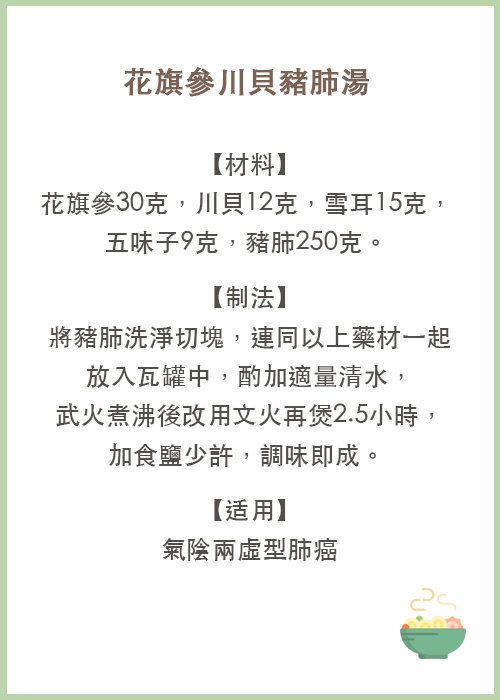 花旗參川貝豬肺湯
【材料】
花旗參30克，川貝12克，雪耳15克，
五味子9克，豬肺250克。
【制法】
將豬肺洗淨切塊，連同以上藥材一起
放入瓦罐中，酌加適量清水，
武火煮沸後改用文火再煲2.5小時，
加食鹽少許，調味即成。
【适用】
氣陰兩虛型肺癌